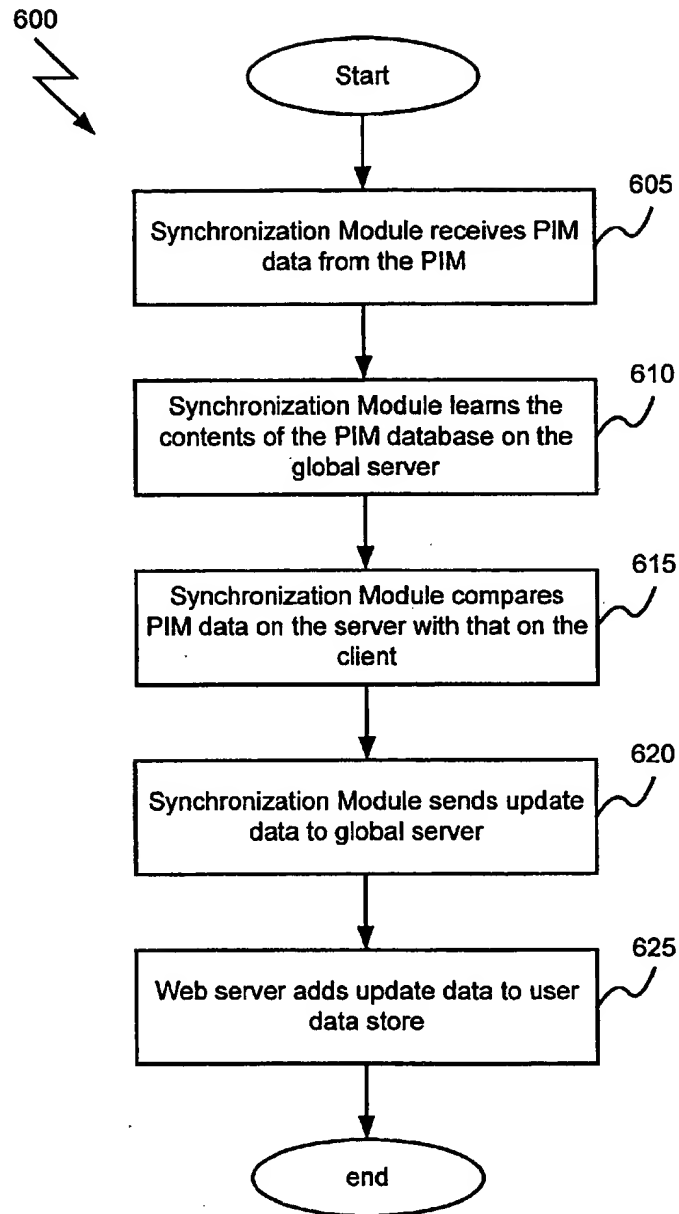 600
Start
605
Synchronization Module receives PIM
data from the PIM
610
Synchronization Module learns the
contents of the PIM database on the
global server
615
Synchronization Module compares
PIM data on the server with that on the
client
620
Synchronization Module sends update
data to global server
625
Web server adds update data to user
data store
end